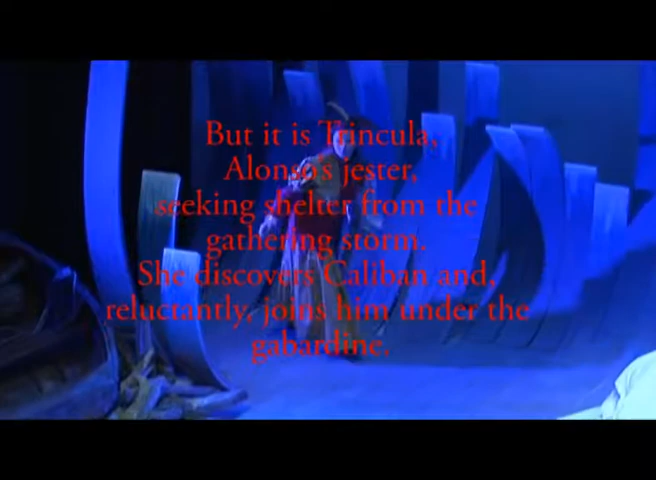 But it is Trincula,
Alonso's jester,
seeking shelter from the
gathering storm.
She discovers Caliban and,
reluctantly, joins him under the
gabardine.